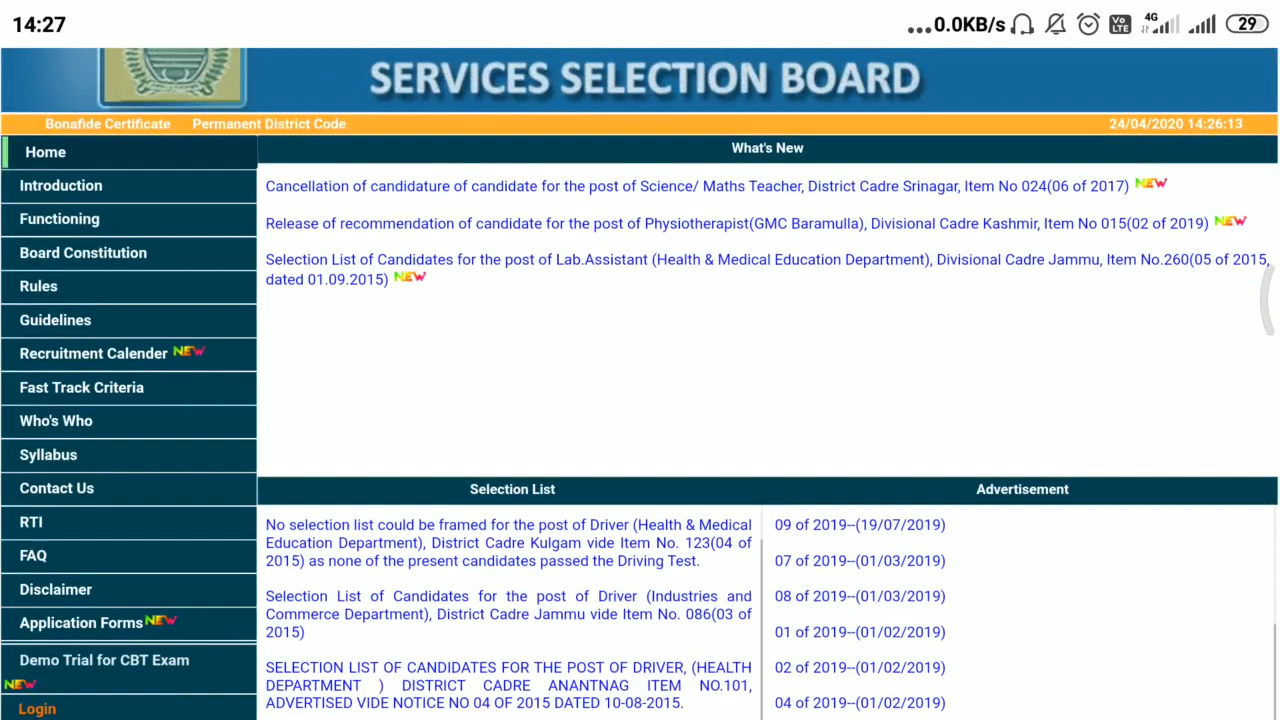 14:27
...0.0KB/s
Vo
LTE
4G
29
SERVICES SELECTION BOARD
Bonafide Certificate
Permanent District Code
24/04/2020 14:26:13
Home
Introduction
Functioning
Board Constitution
Rules
Guidelines
Recruitment Calender NEW
Fast Track Criteria
Who's Who
Syllabus
Contact Us
RTI
FAQ
Disclaimer
Application Forms NEW
Demo Trial for CBT Exam
NEW
Login
What's New
Cancellation of candidature of candidate for the post of Science/ Maths Teacher, District Cadre Srinagar, Item No 024(06 of 2017) NEW
Release of recommendation of candidate for the post of Physiotherapist(GMC Baramulla), Divisional Cadre Kashmir, Item No 015(02 of 2019) NEW
Selection List of Candidates for the post of Lab.Assistant (Health & Medical Education Department), Divisional Cadre Jammu, Item No.260(05 of 2015,
dated 01.09.2015) NEW
Selection List
No selection list could be framed for the post of Driver (Health & Medical
Education Department), District Cadre Kulgam vide Item No. 123(04 of
2015) as none of the present candidates passed the Driving Test.
Selection List of Candidates for the post of Driver (Industries and
Commerce Department), District Cadre Jammu vide Item No. 086(03 of
2015)
SELECTION LIST OF CANDIDATES FOR THE POST OF DRIVER, (HEALTH
DEPARTMENT ) DISTRICT CADRE ANANTNAG ITEM NO.101,
ADVERTISED VIDE NOTICE NO 04 OF 2015 DATED 10-08-2015.
Advertisement
09 of 2019--(19/07/2019)
07 of 2019--(01/03/2019)
08 of 2019--(01/03/2019)
01 of 2019--(01/02/2019)
02 of 2019--(01/02/2019)
04 of 2019--(01/02/2019)